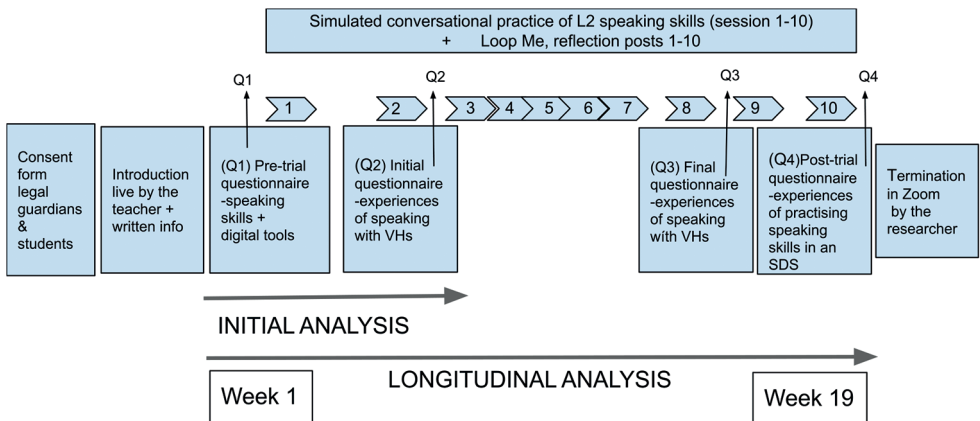 Simulated conversational practice of L2 speaking skills (session 1-10)
+ Loop Me, reflection posts 1-10
Q1
Q2
Q3
Q4
1
2
3
4
5
6
7
8
9
10
Consent
form
legal
guardians
&
students
Introduction
live by the
teacher +
written info
(Q1) Pre-trial
questionnaire
-speaking
skills +
digital tools
(Q2) Initial
questionnaire
-experiences
of speaking
with VHs
(Q3) Final
questionnaire
-experiences
of speaking
with VHs
(Q4)Post-trial
questionnaire
-experiences
of practising
speaking
skills in an
SDS
Termination
in Zoom
by the
researcher
INITIAL ANALYSIS
LONGITUDINAL ANALYSIS
Week 1
Week 19